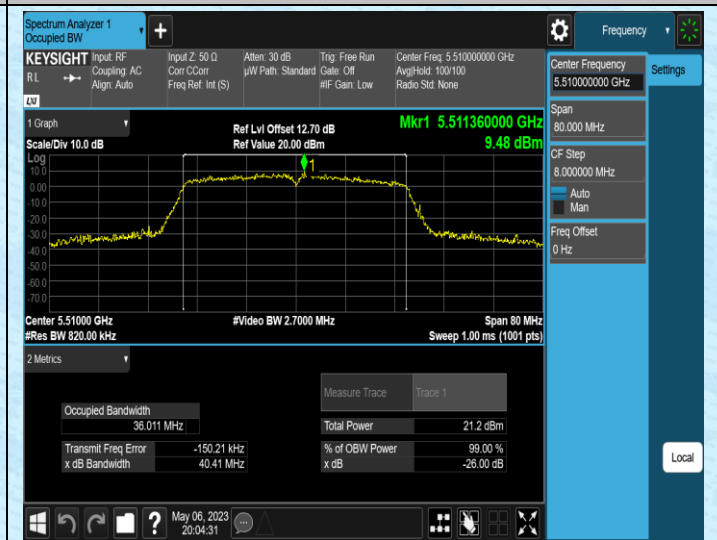 Spectrum Analyzer 1
Occupied BW
+
Frequency
KEYSIGHT
R L
LXI
Input: RF
Coupling: AC
Align: Auto
Input Z: 50 Ω
Corr CCorr
Freq Ref: Int (S)
Atten: 30 dB
µW Path: Standard
Trig: Free Run
Gate: Off
#IF Gain: Low
Center Freq: 5.510000000 GHz
Avg|Hold: 100/100
Radio Std: None
Center Frequency
5.510000000 GHz
Settings
Span
80.000 MHz
CF Step
8.000000 MHz
Auto
Man
Freq Offset
0 Hz
1 Graph
Scale/Div 10.0 dB
Ref Lvl Offset 12.70 dB
Ref Value 20.00 dBm
Mkr1 5.511360000 GHz
9.48 dBm
Log
10.0
0.00
-10.0
-20.0
-30.0
-40.0
-50.0
-60.0
-70.0
1
Center 5.51000 GHz
#Res BW 820.00 kHz
#Video BW 2.7000 MHz
Span 80 MHz
Sweep 1.00 ms (1001 pts)
2 Metrics
Measure Trace Trace 1
Occupied Bandwidth
36.011 MHz
Total Power 21.2 dBm
Transmit Freq Error -150.21 kHz
x dB Bandwidth 40.41 MHz
% of OBW Power 99.00 %
x dB -26.00 dB
Local
?
May 06, 2023
20:04:31